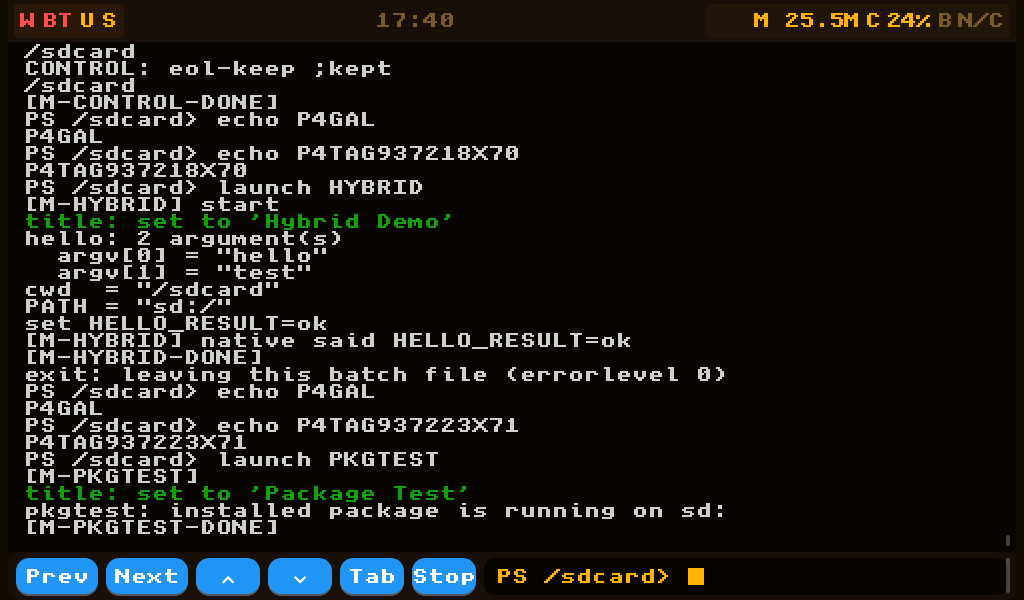 W BT U S 17:40 M 25.5M C 24% B N/C
/sdcard
CONTROL: eol-keep ;kept
/sdcard
[M-CONTROL-DONE]
PS /sdcard> echo P4GAL
P4GAL
PS /sdcard> echo P4TAG937218X70
P4TAG937218X70
PS /sdcard> launch HYBRID
[M-HYBRID] start
title: set to 'Hybrid Demo'
hello: 2 argument(s)
  argv[0] = "hello"
  argv[1] = "test"
cwd  = "/sdcard"
PATH = "sd:/"
set HELLO_RESULT=ok
[M-HYBRID] native said HELLO_RESULT=ok
[M-HYBRID-DONE]
exit: leaving this batch file (errorlevel 0)
PS /sdcard> echo P4GAL
P4GAL
PS /sdcard> echo P4TAG937223X71
P4TAG937223X71
PS /sdcard> launch PKGTEST
[M-PKGTEST]
title: set to 'Package Test'
pkgtest: installed package is running on sd:
[M-PKGTEST-DONE]
Prev Next ^ ⌄ Tab Stop PS /sdcard>